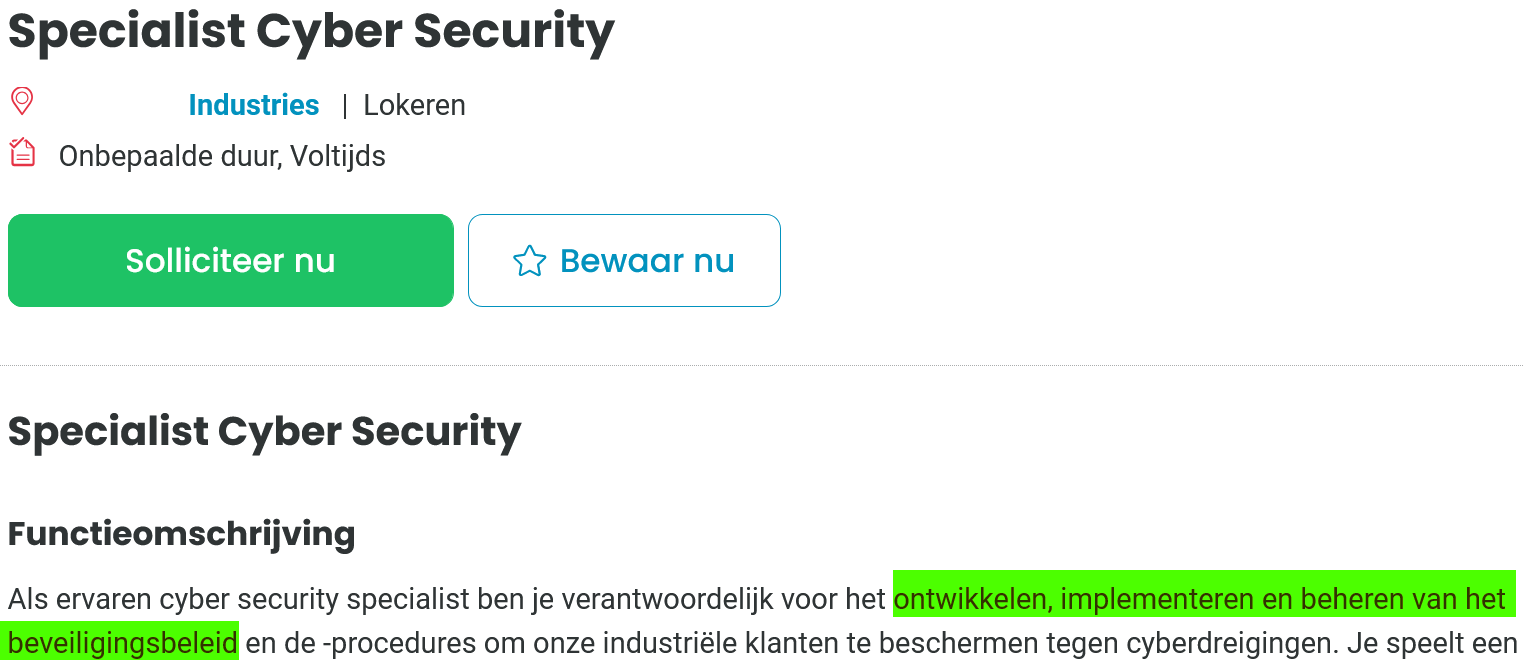 Specialist Cyber Security
Industries | Lokeren
Onbepaalde duur, Voltijds
Solliciteer nu
Bewaar nu
Specialist Cyber Security
Functieomschrijving
Als ervaren cyber security specialist ben je verantwoordelijk voor het ontwikkelen, implementeren en beheren van het
beveiligingsbeleid en de -procedures om onze industriële klanten te beschermen tegen cyberdreigingen. Je speelt een